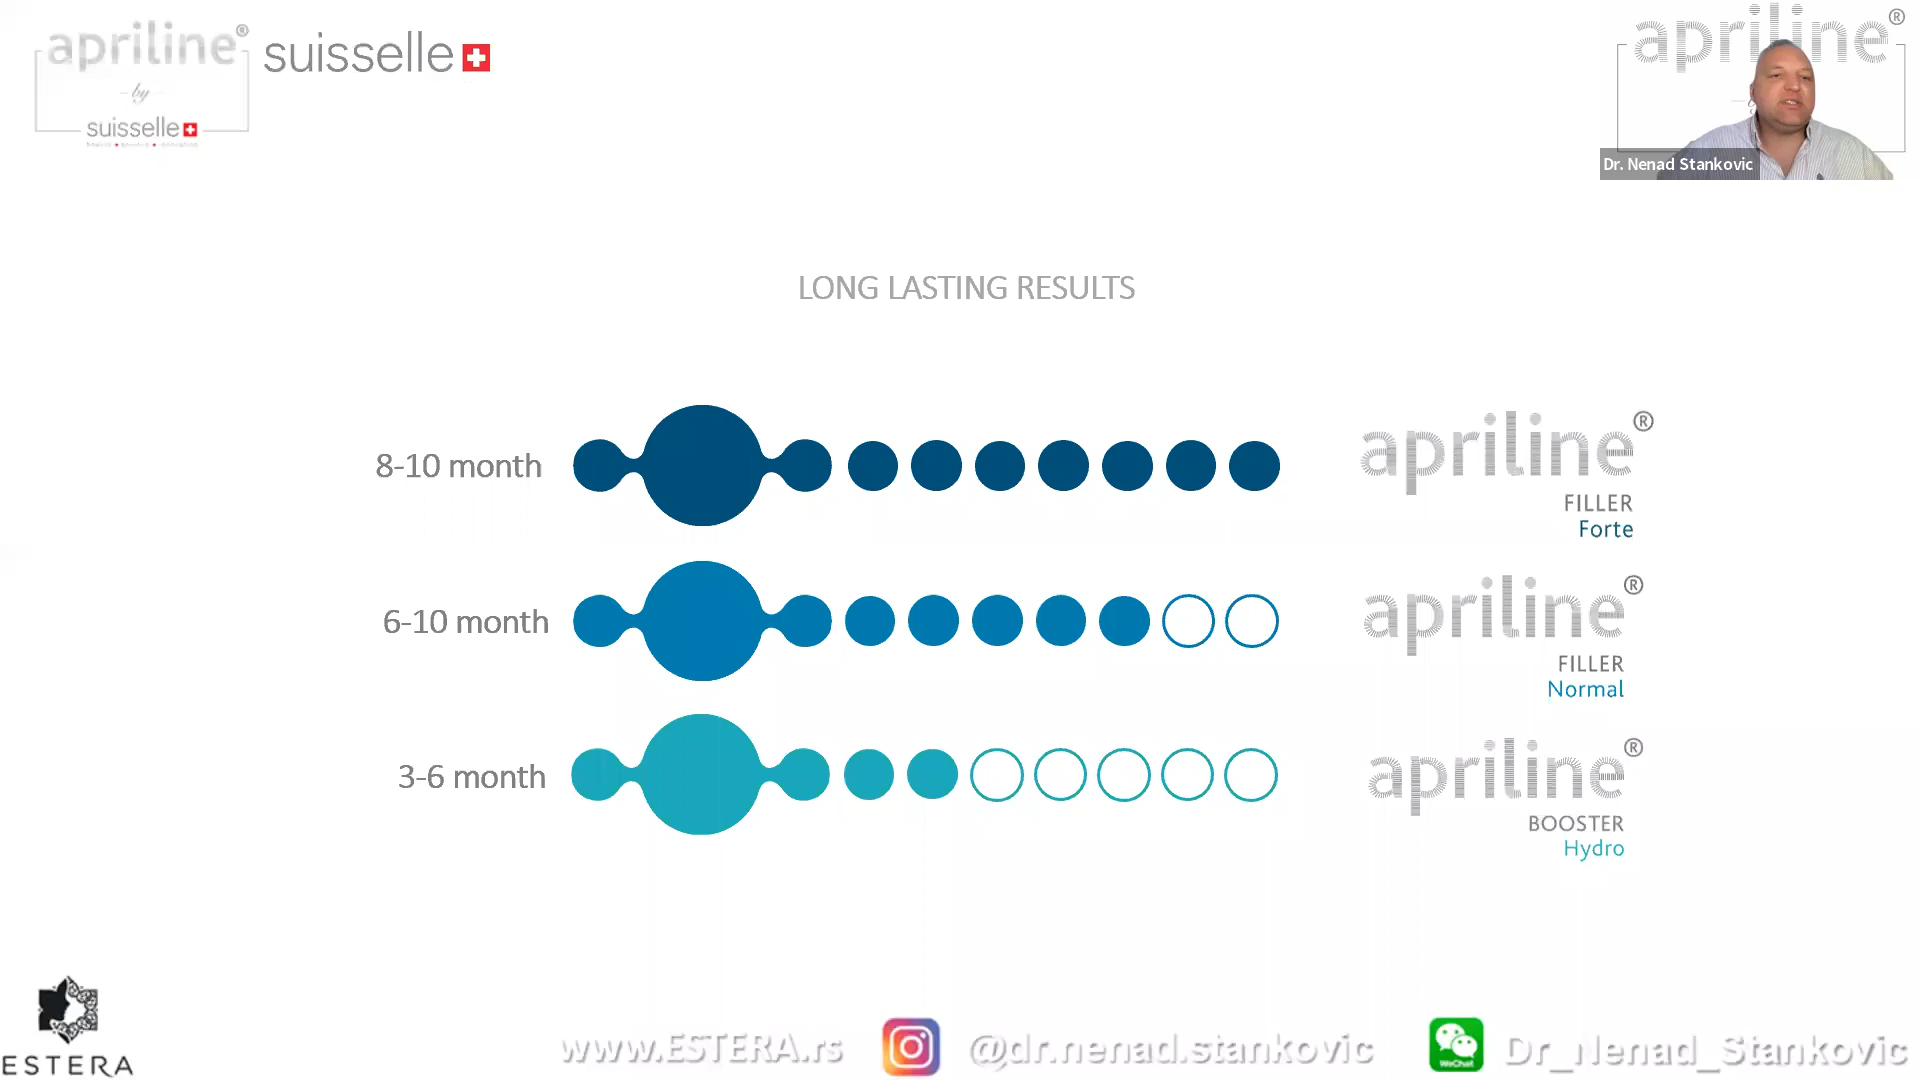 apriline®
by
suisselle
suisselle
apriline®
Dr. Nenad Stankovic
LONG LASTING RESULTS
8-10 month
apriline®
FILLER
Forte
6-10 month
apriline®
FILLER
Normal
3-6 month
apriline®
BOOSTER
Hydro
ESTERA
www.ESTERA.rs
@dr.nenad.stankovic
WeChat
Dr_Nenad_Stankovic